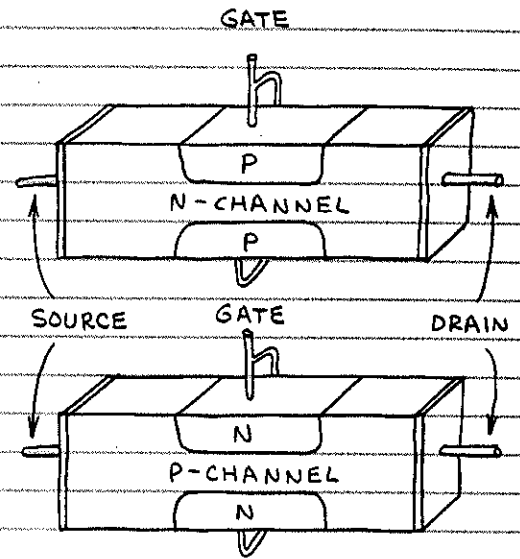 GATE
P
N-CHANNEL
P
SOURCE GATE DRAIN
N
P-CHANNEL
N